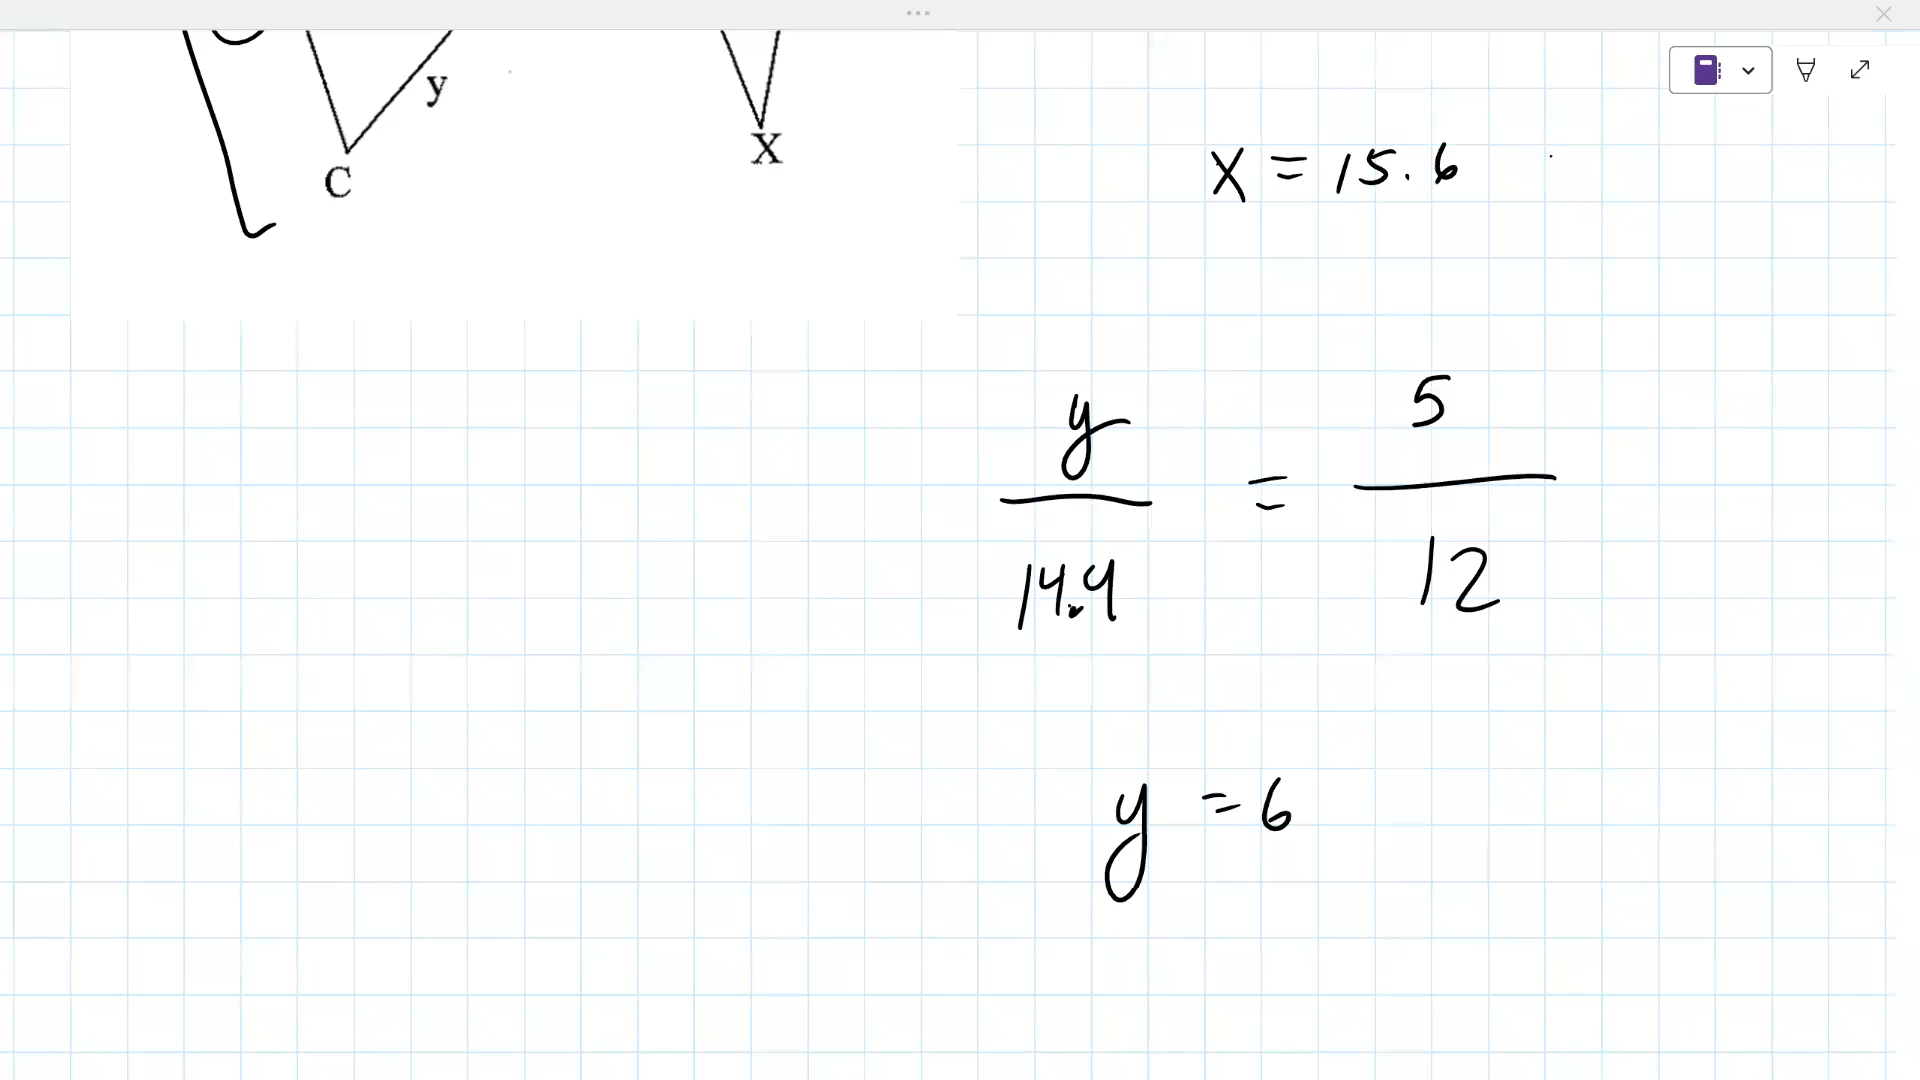 y
X
C
x = 15.6
y/14.4 = 5/12
y = 6